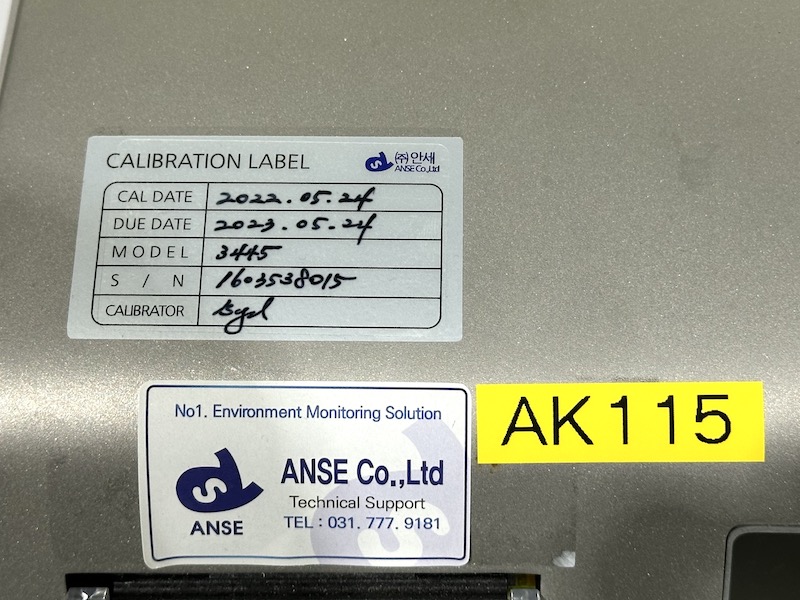 CALIBRATION LABEL
(주)안세
ANSE Co.,Ltd
CAL DATE 2022.05.24
DUE DATE 2023.05.24
MODEL 3445
S / N 1603538015
CALIBRATOR
No1. Environment Monitoring Solution
ANSE Co.,Ltd
Technical Support
TEL : 031. 777. 9181
ANSE
AK115